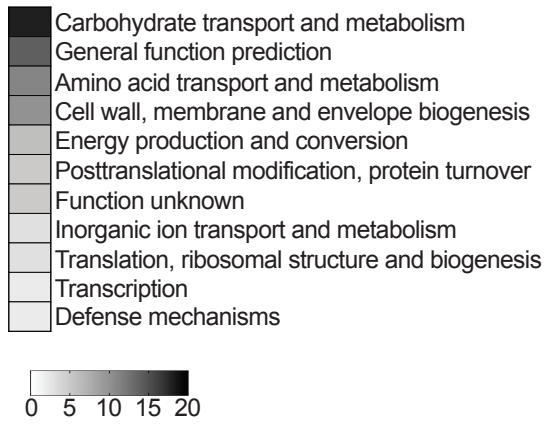 Carbohydrate transport and metabolism
General function prediction
Amino acid transport and metabolism
Cell wall, membrane and envelope biogenesis
Energy production and conversion
Posttranslational modification, protein turnover
Function unknown
Inorganic ion transport and metabolism
Translation, ribosomal structure and biogenesis
Transcription
Defense mechanisms
0 5 10 15 20